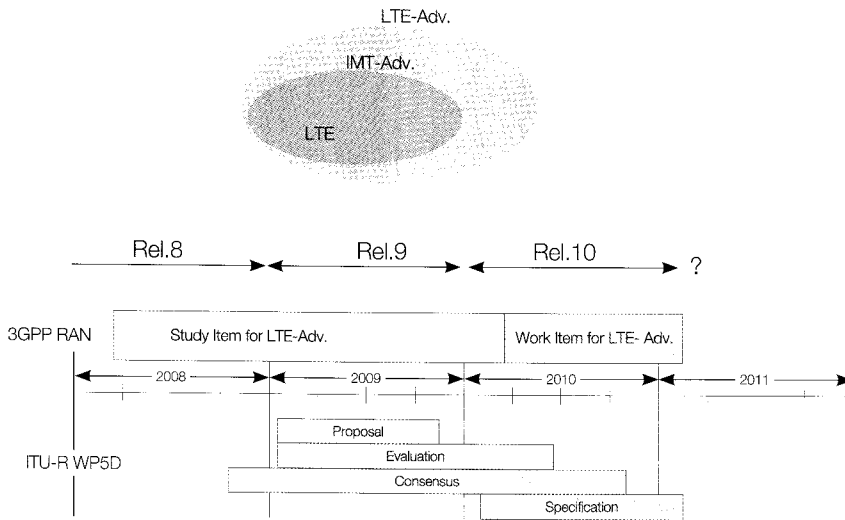 LTE-Adv.
IMT-Adv.
LTE
Rel.8 Rel.9 Rel.10 ?
3GPP RAN Study Item for LTE-Adv. Work Item for LTE- Adv.
2008 2009 2010 2011
Proposal
Evaluation
ITU-R WP5D
Consensus
Specification